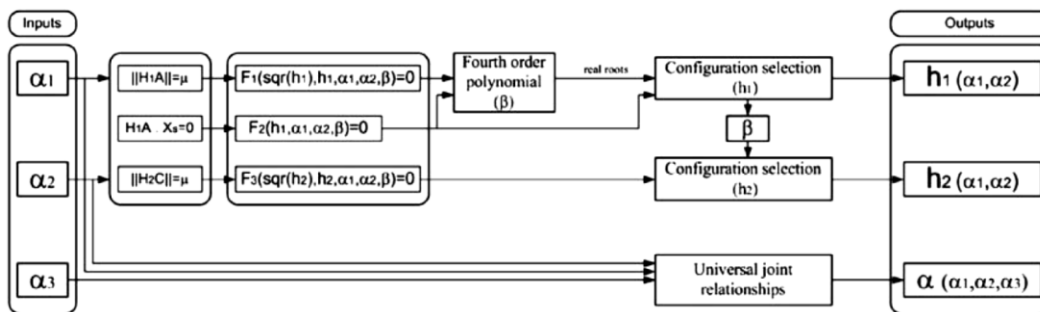 Inputs
Outputs
α1
||H1A||=μ
F1(sqr(h1),h1,α1,α2,β)=0
Fourth order
polynomial
(β)
real roots
Configuration selection
(h1)
h1 (α1,α2)
H1A . Xs=0
F2(h1,α1,α2,β)=0
β
α2
||H2C||=μ
F3(sqr(h2),h2,α1,α2,β)=0
Configuration selection
(h2)
h2 (α1,α2)
α3
Universal joint
relationships
α (α1,α2,α3)